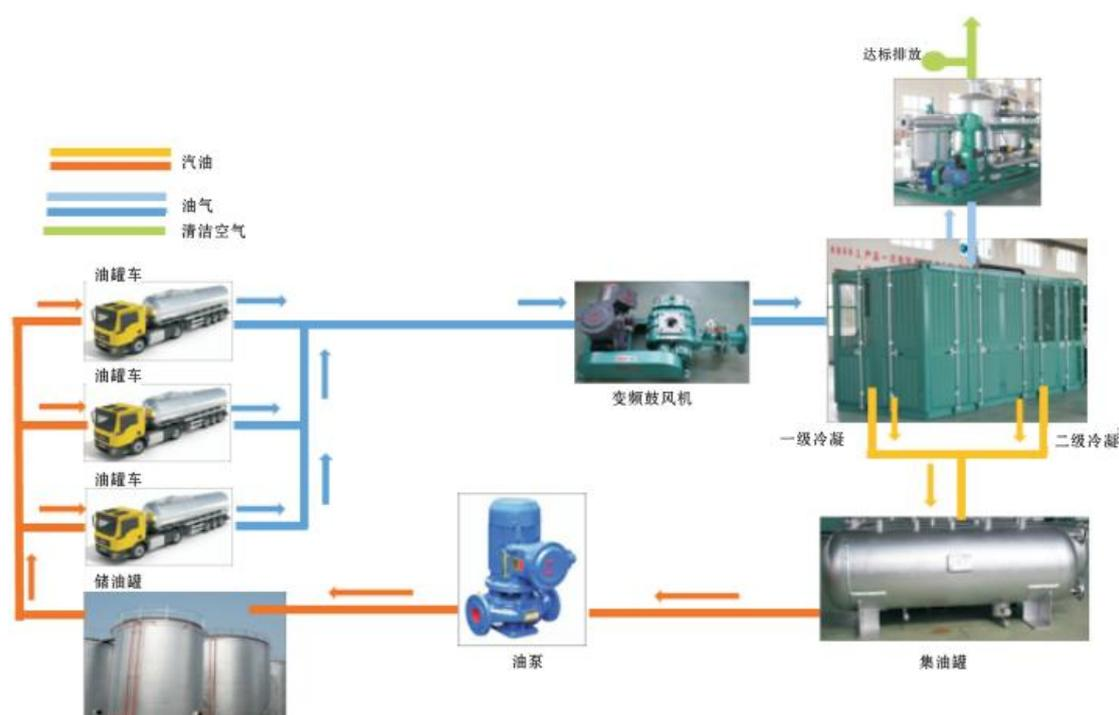 达标排放
汽油
油气
清洁空气
油罐车
油罐车
变频鼓风机
一级冷凝
二级冷凝
油罐车
储油罐
油泵
集油罐